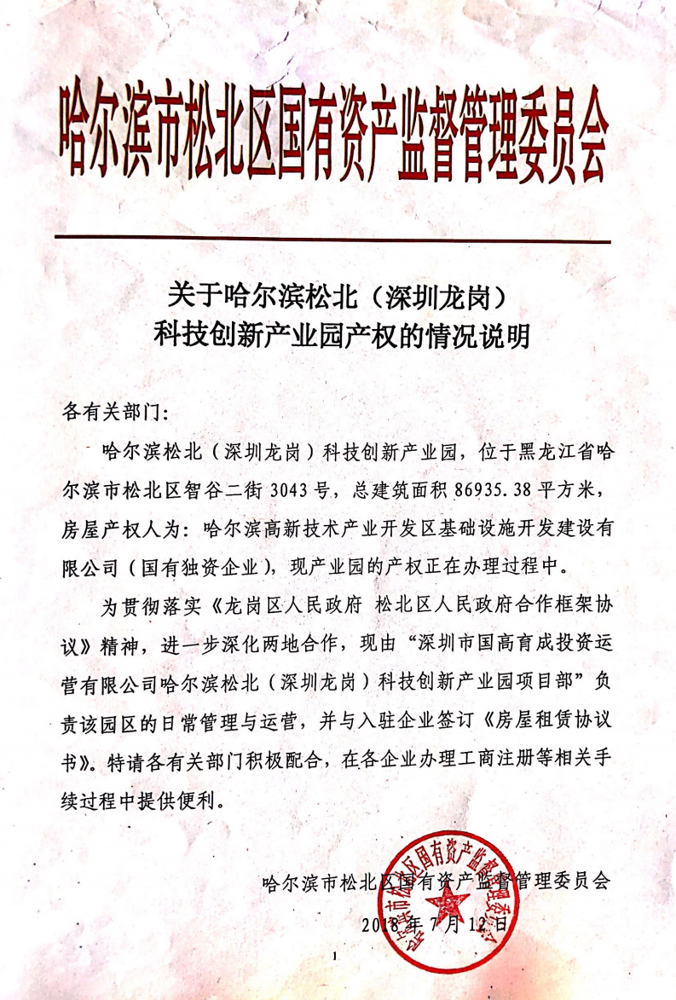 哈尔滨市松北区国有资产监督管理委员会
关于哈尔滨松北（深圳龙岗）
科技创新产业园产权的情况说明
各有关部门：
哈尔滨松北（深圳龙岗）科技创新产业园，位于黑龙江省哈
尔滨市松北区智谷二街 3043 号，总建筑面积 86935.38 平方米，
房屋产权人为：哈尔滨高新技术产业开发区基础设施开发建设有
限公司（国有独资企业），现产业园的产权正在办理过程中。
为贯彻落实《龙岗区人民政府 松北区人民政府合作框架协
议》精神，进一步深化两地合作，现由“深圳市国高育成投资运
营有限公司哈尔滨松北（深圳龙岗）科技创新产业园项目部”负
责该园区的日常管理与运营，并与入驻企业签订《房屋租赁协议
书》。特请各有关部门积极配合，在各企业办理工商注册等相关手
续过程中提供便利。
哈尔滨市松北区国有资产监督管理委员会
2018 年 7 月 12 日
哈尔滨市松北区国有资产监督管理委员会
1